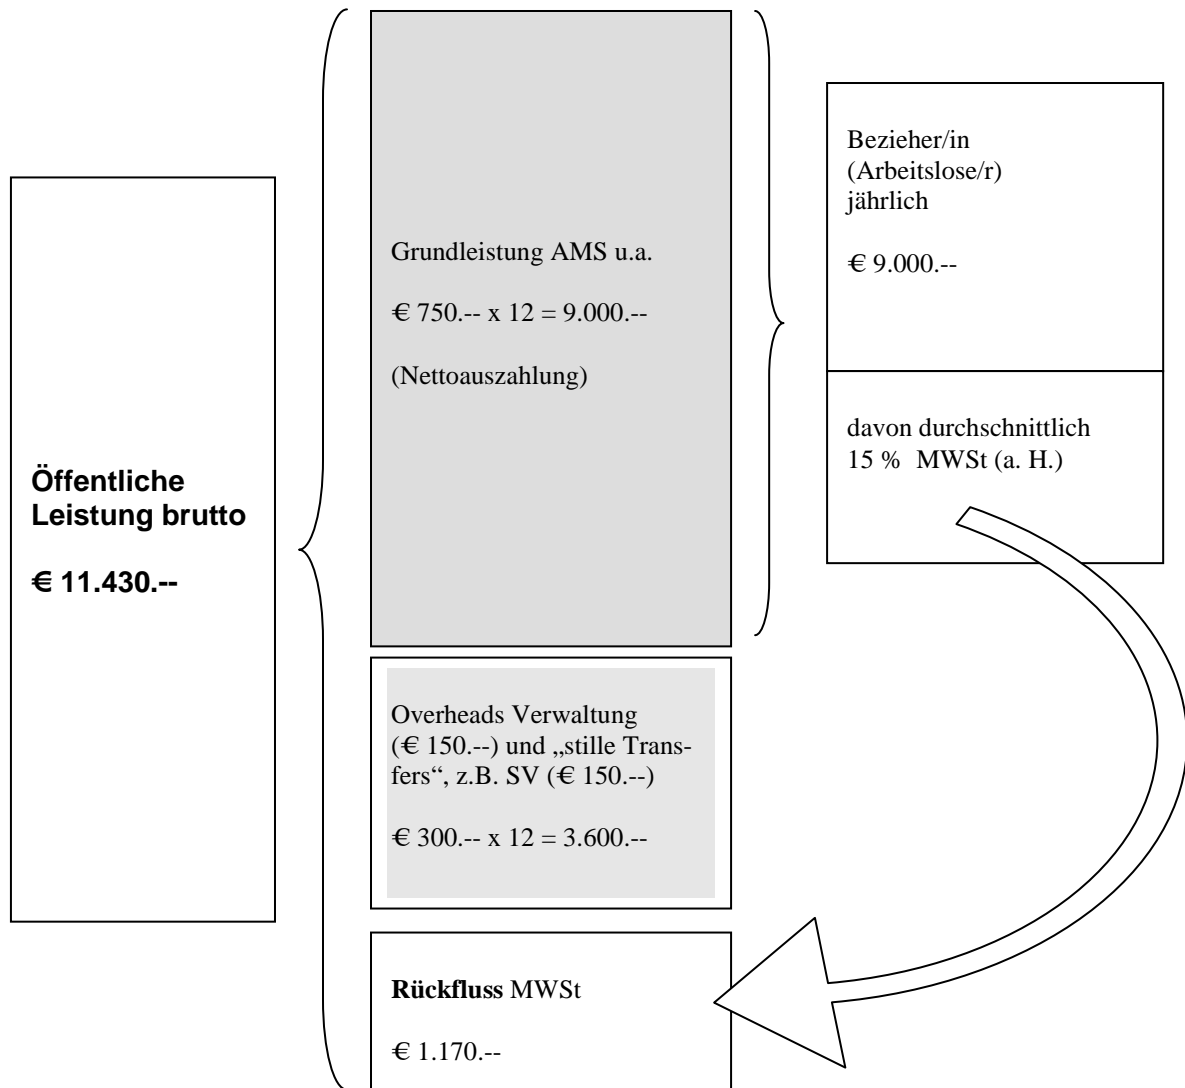 Öffentliche
Leistung brutto
€ 11.430.--
Grundleistung AMS u.a.
€ 750.-- x 12 = 9.000.--
(Nettoauszahlung)
Overheads Verwaltung
(€ 150.--) und „stille Trans-
fers“, z.B. SV (€ 150.--)
€ 300.-- x 12 = 3.600.--
Rückfluss MWSt
€ 1.170.--
Bezieher/in
(Arbeitslose/r)
jährlich
€ 9.000.--
davon durchschnittlich
15 % MWSt (a. H.)